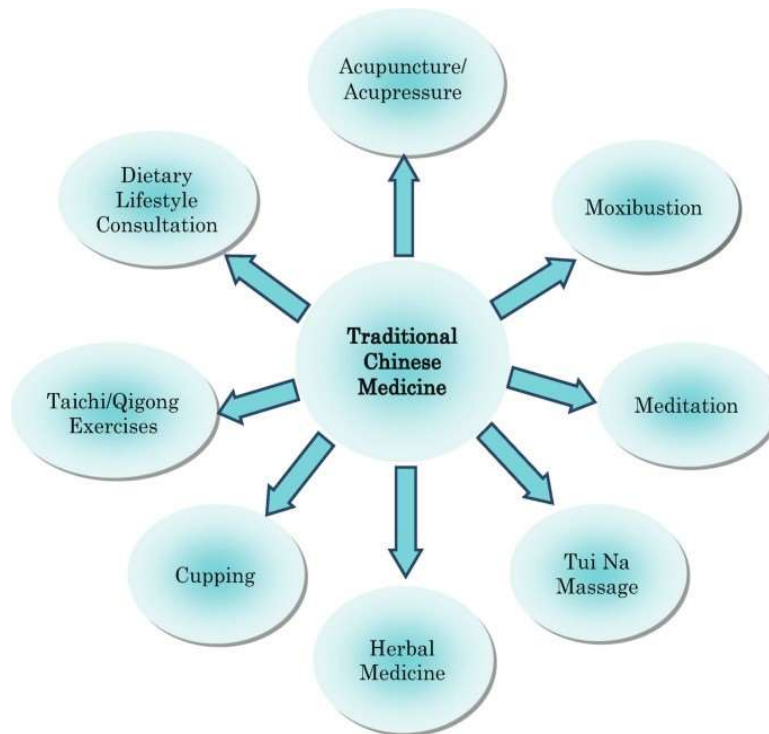 Acupuncture/
Acupressure
Moxibustion
Meditation
Tui Na
Massage
Herbal
Medicine
Cupping
Taichi/Qigong
Exercises
Dietary
Lifestyle
Consultation
Traditional
Chinese
Medicine